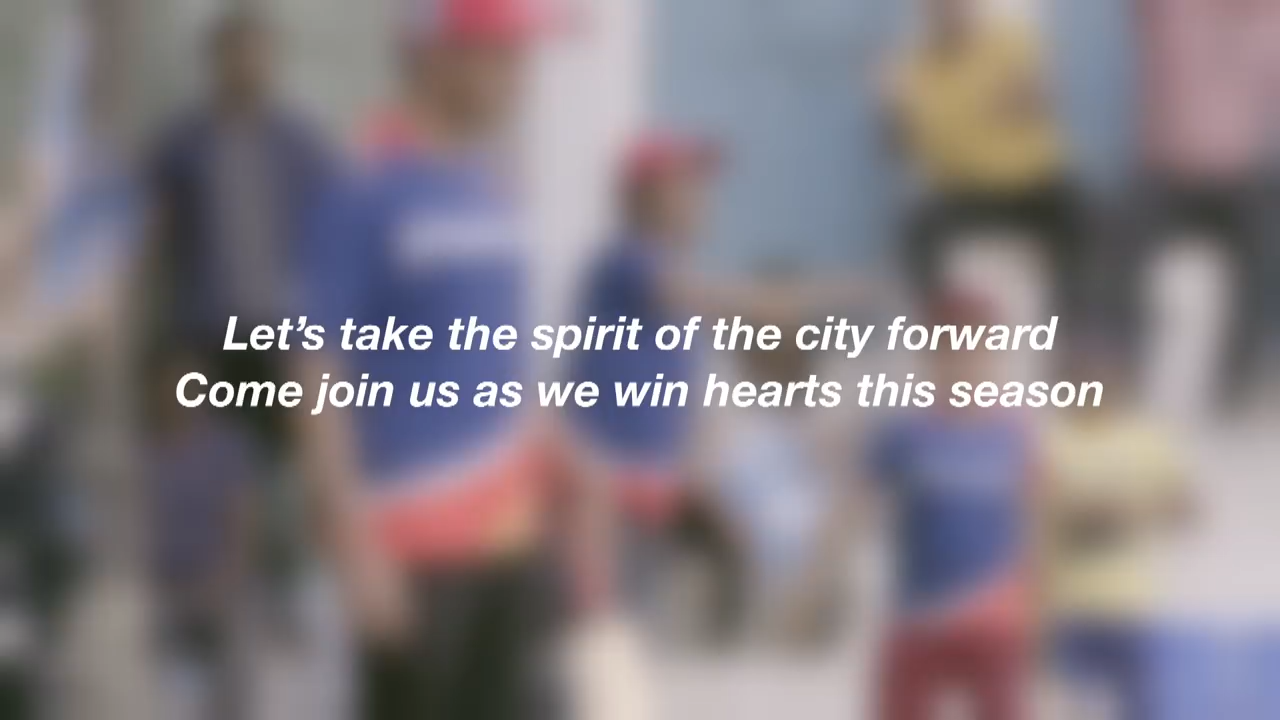 Let’s take the spirit of the city forward
Come join us as we win hearts this season